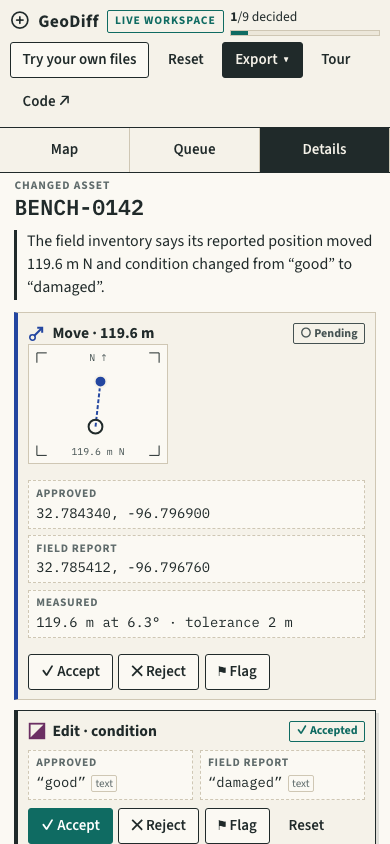 GeoDiff LIVE WORKSPACE 1/9 decided
Try your own files Reset Export ▾ Tour
Code ↗
Map Queue Details
CHANGED ASSET
BENCH-0142
The field inventory says its reported position moved
119.6 m N and condition changed from “good” to
“damaged”.
Move · 119.6 m ○ Pending
N ↑
119.6 m N
APPROVED
32.784340, -96.796900
FIELD REPORT
32.785412, -96.796760
MEASURED
119.6 m at 6.3° · tolerance 2 m
✓ Accept ✕ Reject ⚑ Flag
Edit · condition ✓ Accepted
APPROVED FIELD REPORT
“good” text “damaged” text
✓ Accept ✕ Reject ⚑ Flag Reset